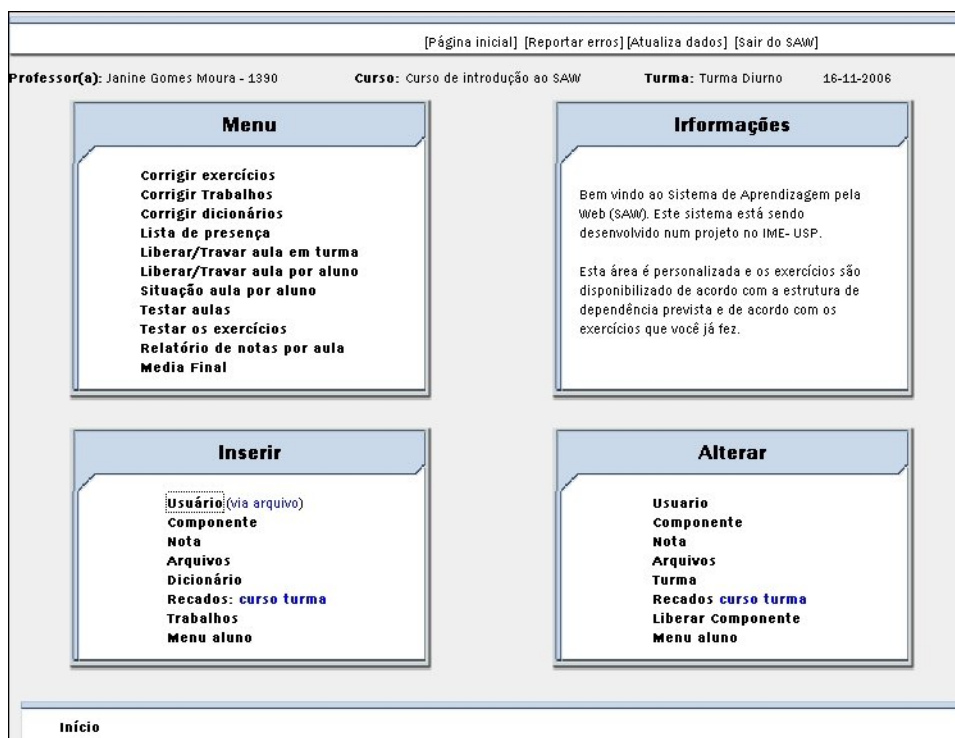 [Página inicial] [Reportar erros] [Atualiza dados] [Sair do SAW]
Professor(a): Janine Gomes Moura - 1390 Curso: Curso de introdução ao SAW Turma: Turma Diurno 16-11-2006
Menu
Corrigir exercícios
Corrigir Trabalhos
Corrigir dicionários
Lista de presença
Liberar/Travar aula em turma
Liberar/Travar aula por aluno
Situação aula por aluno
Testar aulas
Testar os exercícios
Relatório de notas por aula
Media Final
Irformações
Bem vindo ao Sistema de Aprendizagem pela
Web (SAW). Este sistema está sendo
desenvolvido num projeto no IME- USP.
Esta área é personalizada e os exercícios são
disponibilizado de acordo com a estrutura de
dependência prevista e de acordo com os
exercícios que você já fez.
Inserir
Usuário (via arquivo)
Componente
Nota
Arquivos
Dicionário
Recados: curso turma
Trabalhos
Menu aluno
Alterar
Usuario
Componente
Nota
Arquivos
Turma
Recados curso turma
Liberar Componente
Menu aluno
Início